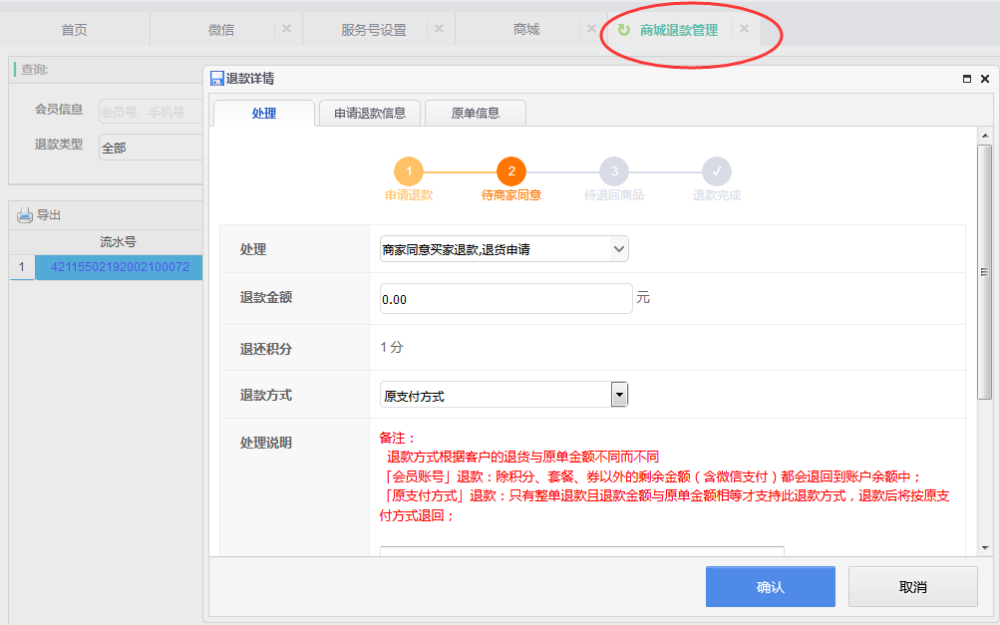 首页
微信
服务号设置
商城
商城退款管理
查询:
会员信息
会员号、手机号
退款类型
全部
导出
流水号
1
42115502192002100072
退款详情
处理
申请退款信息
原单信息
1
2
3
✓
申请退款
待商家同意
待退回商品
退款完成
处理
商家同意买家退款,退货申请
退款金额
0.00
元
退还积分
1 分
退款方式
原支付方式
处理说明
备注：
退款方式根据客户的退货与原单金额不同而不同
「会员账号」退款：除积分、套餐、券以外的剩余金额（含微信支付）都会退回到账户余额中；
「原支付方式」退款：只有整单退款且退款金额与原单金额相等才支持此退款方式，退款后将按原支
付方式退回；
确认
取消